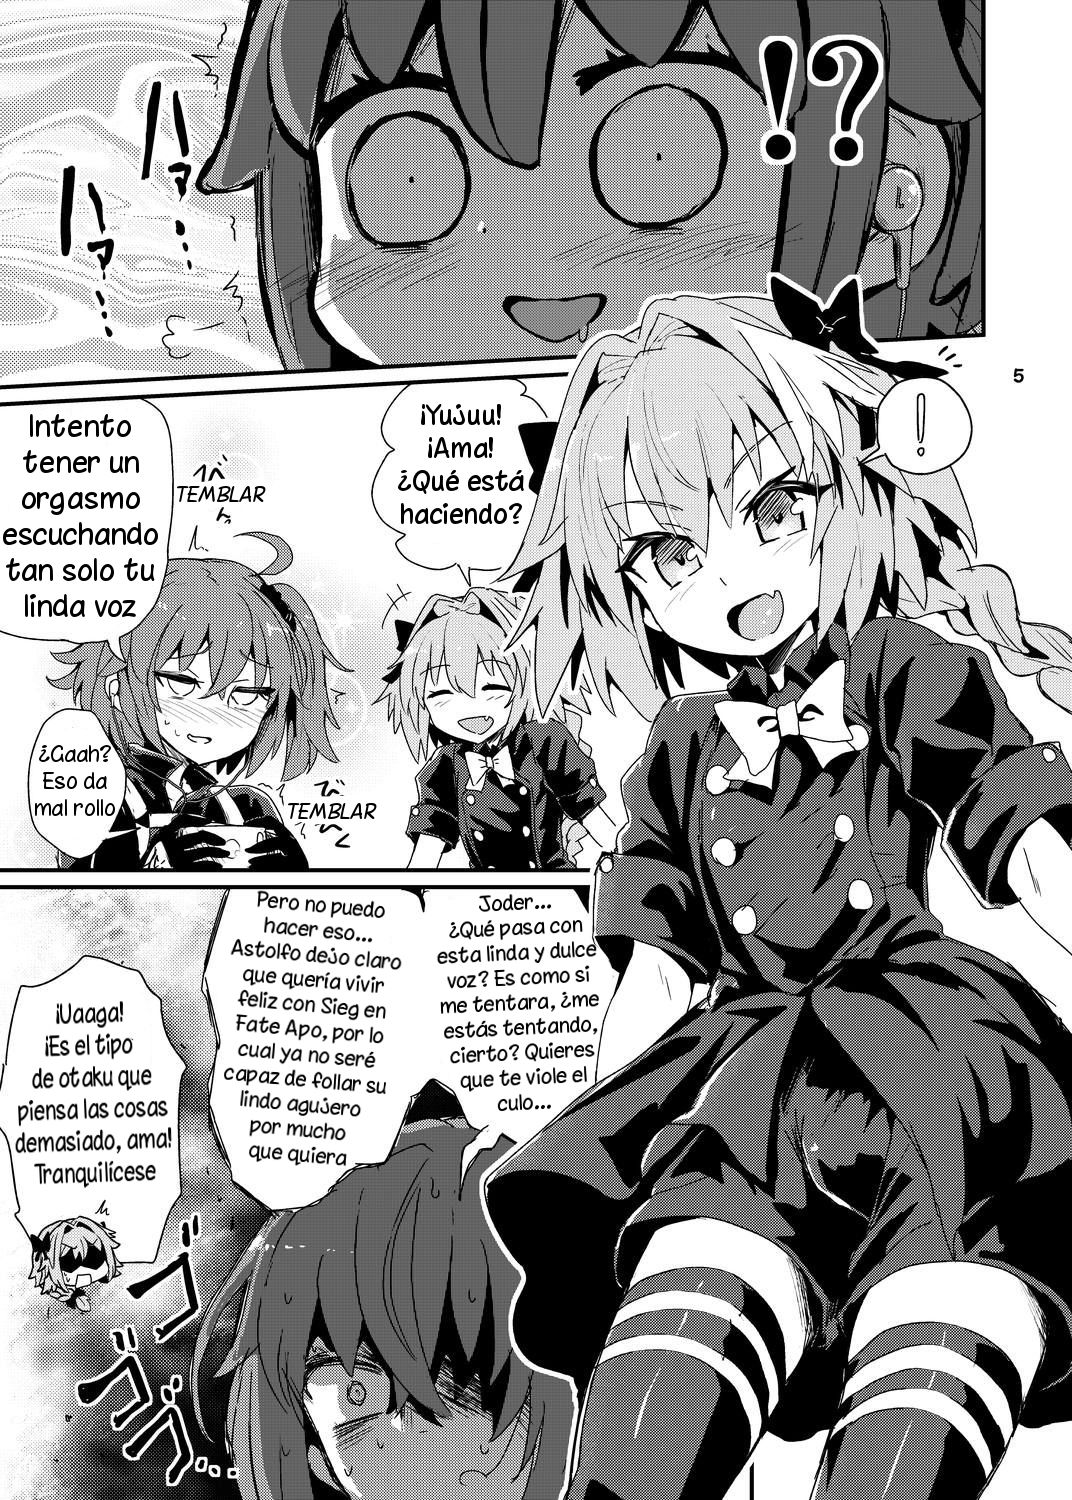 !?
ハァ…
ハァ…
5
!
¡Yujuu!
¡Ama!
¿Qué está
haciendo?
Intento
tener un
orgasmo
escuchando
tan solo tu
linda voz
TEMBLAR
¿Gaah?
Eso da
mal rollo
TEMBLAR
Joder...
¿Qué pasa con
esta linda y dulce
voz? Es como si
me tentara, ¿me
estás tentando,
cierto? Quieres
que te viole el
culo...
Pero no puedo
hacer eso...
Astolfo dejo claro
que quería vivir
feliz con Sieg en
Fate Apo, por lo
cual ya no seré
capaz de follar su
lindo agujero
por mucho
que quiera
¡Uaaga!
¡Es el tipo
de otaku que
piensa las cosas
demasiado, ama!
Tranquilícese
ブツ
ブツ…